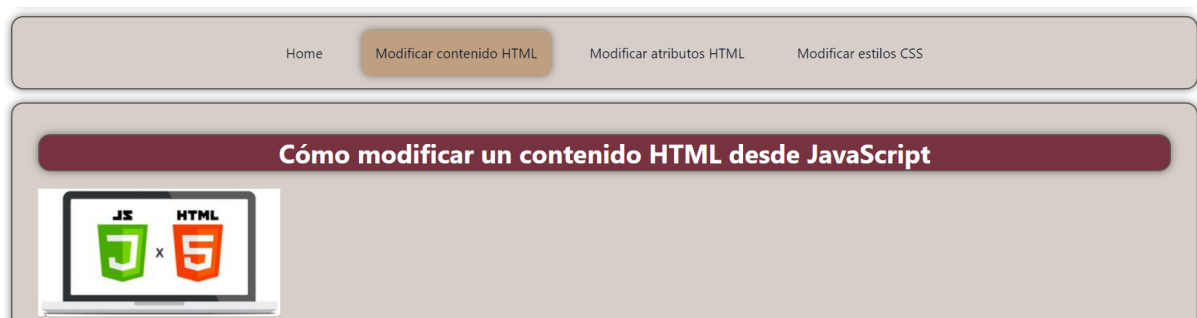 Home Modificar contenido HTML Modificar atributos HTML Modificar estilos CSS
Cómo modificar un contenido HTML desde JavaScript
JS HTML
J x 5